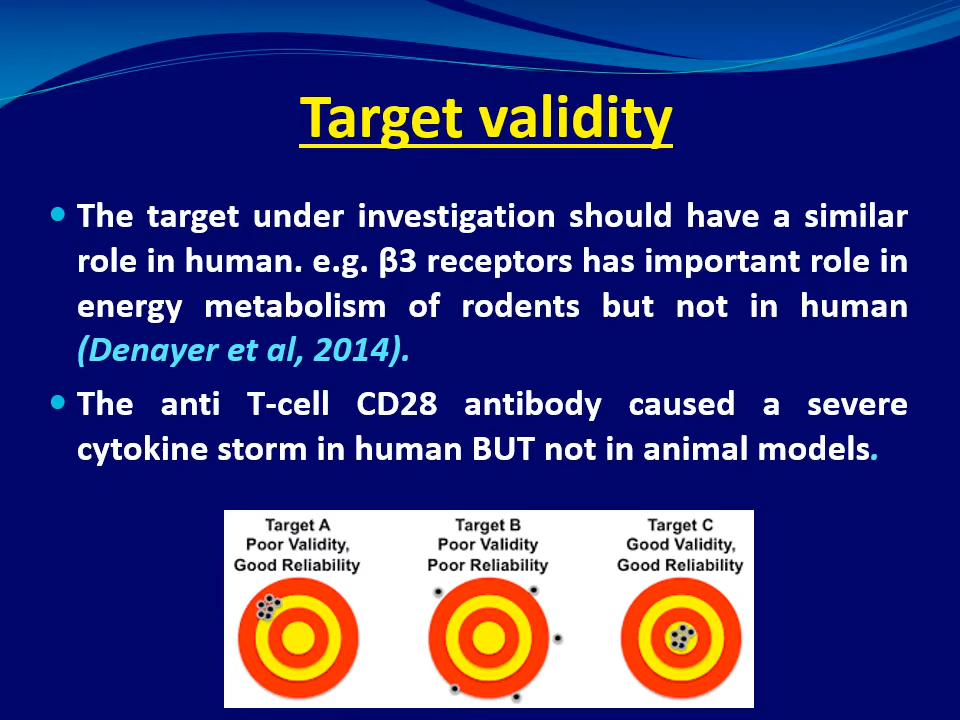 Target validity
The target under investigation should have a similar
role in human. e.g. β3 receptors has important role in
energy metabolism of rodents but not in human
(Denayer et al, 2014).
The anti T-cell CD28 antibody caused a severe
cytokine storm in human BUT not in animal models.
Target A
Poor Validity,
Good Reliability
Target B
Poor Validity
Poor Reliability
Target C
Good Validity,
Good Reliability